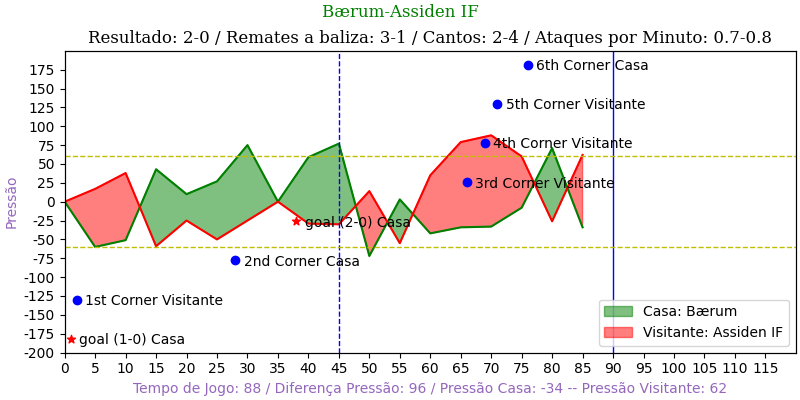 Bærum-Assiden IF
Resultado: 2-0 / Remates a baliza: 3-1 / Cantos: 2-4 / Ataques por Minuto: 0.7-0.8
Pressão
175
150
125
100
75
50
25
0
-25
-50
-75
-100
-125
-150
-175
-200
6th Corner Casa
5th Corner Visitante
4th Corner Visitante
3rd Corner Visitante
goal (2-0) Casa
2nd Corner Casa
1st Corner Visitante
goal (1-0) Casa
Casa: Bærum
Visitante: Assiden IF
0 5 10 15 20 25 30 35 40 45 50 55 60 65 70 75 80 85 90 95 100 105 110 115
Tempo de Jogo: 88 / Diferença Pressão: 96 / Pressão Casa: -34 -- Pressão Visitante: 62